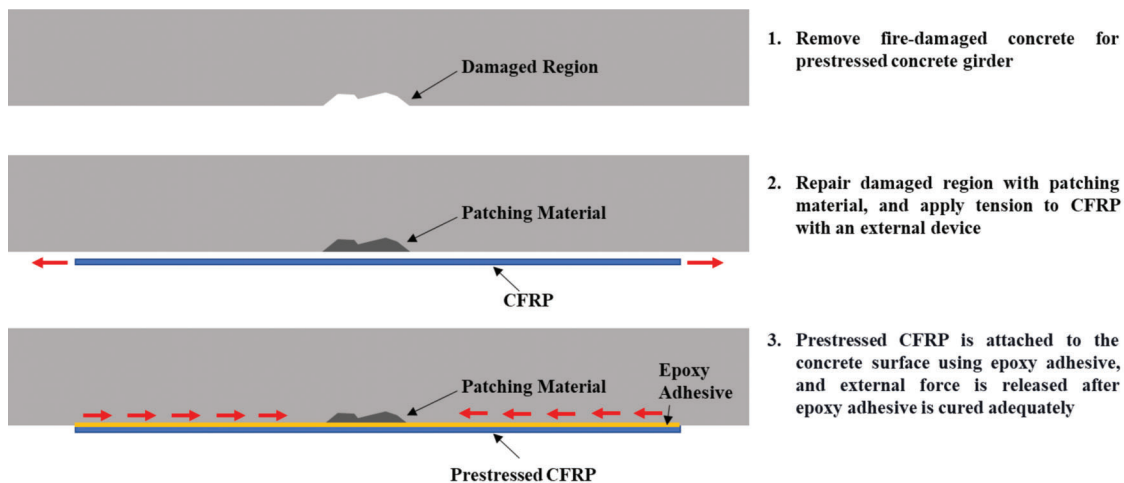 Damaged Region
1. Remove fire-damaged concrete for
prestressed concrete girder
Patching Material
CFRP
2. Repair damaged region with patching
material, and apply tension to CFRP
with an external device
Patching Material
Epoxy
Adhesive
Prestressed CFRP
3. Prestressed CFRP is attached to the
concrete surface using epoxy adhesive,
and external force is released after
epoxy adhesive is cured adequately